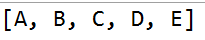 [A, B, C, D, E]